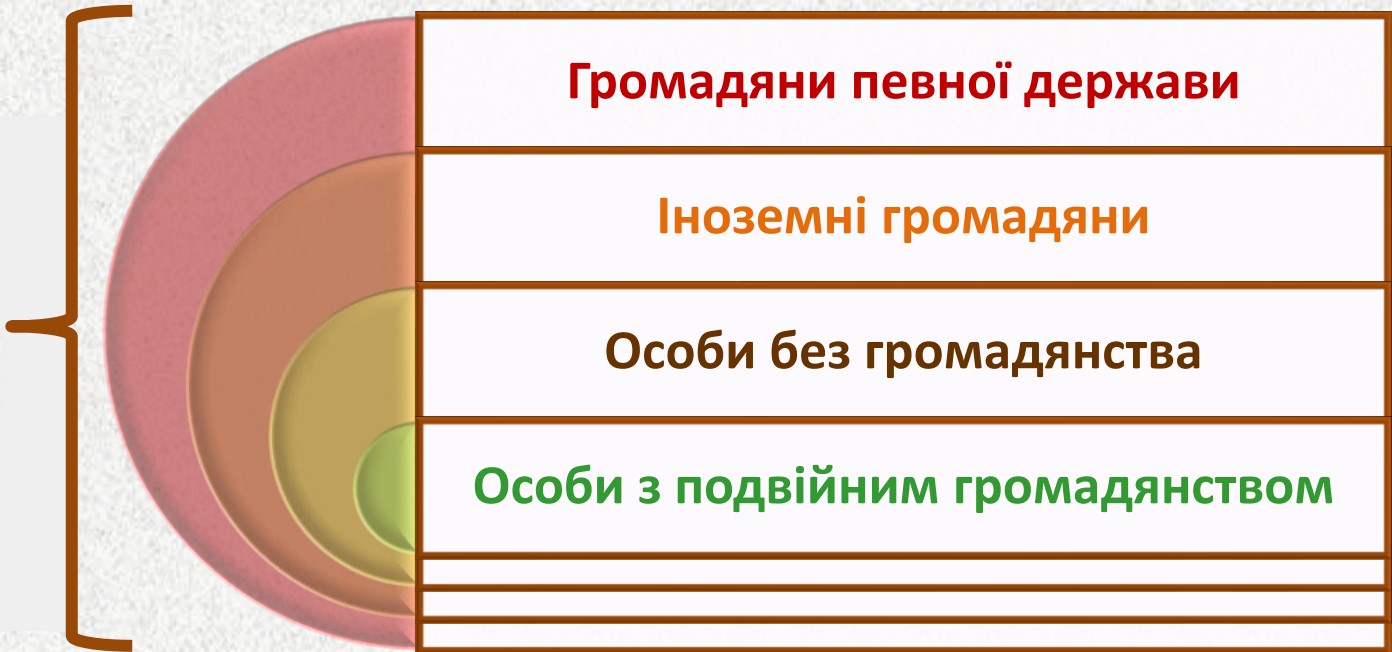 Громадяни певної держави
Іноземні громадяни
Особи без громадянства
Особи з подвійним громадянством